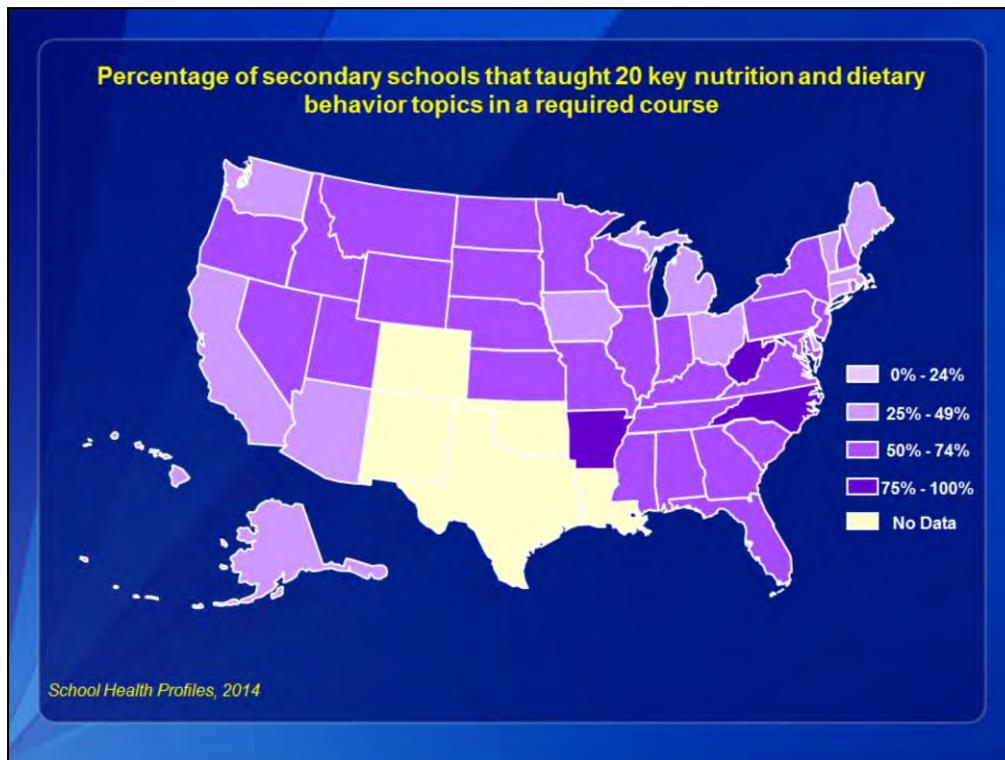 Percentage of secondary schools that taught 20 key nutrition and dietary
behavior topics in a required course
0% - 24%
25% - 49%
50% - 74%
75% - 100%
No Data
School Health Profiles, 2014